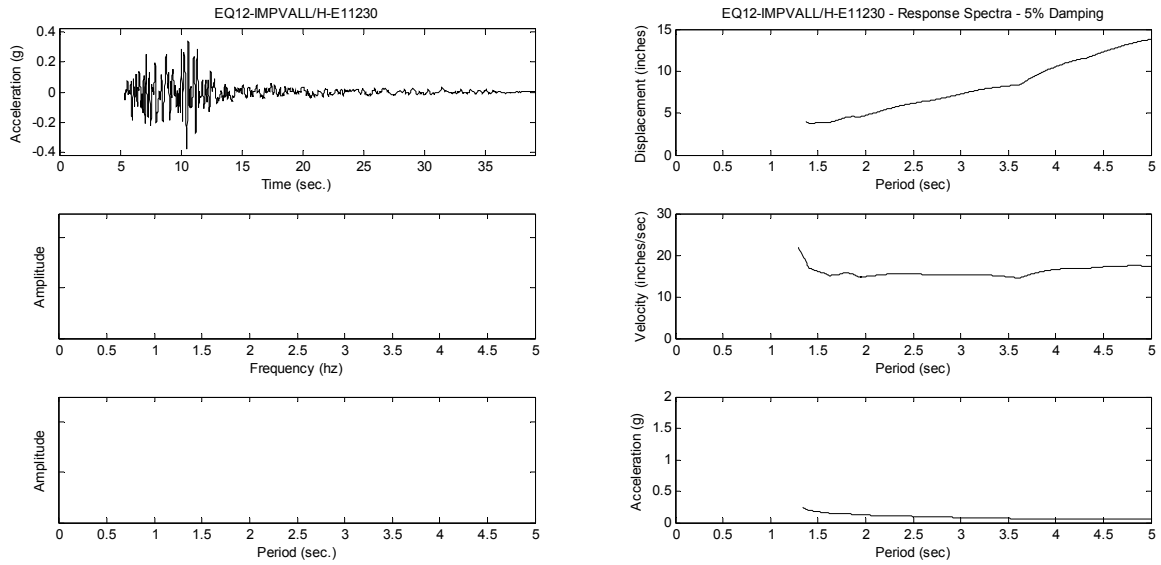 EQ12-IMPVALL/H-E11230
Acceleration (g)
0.4
0.2
0
-0.2
-0.4
0 5 10 15 20 25 30 35
Time (sec.)
Amplitude
0 0.5 1 1.5 2 2.5 3 3.5 4 4.5 5
Frequency (hz)
Amplitude
0 0.5 1 1.5 2 2.5 3 3.5 4 4.5 5
Period (sec.)
EQ12-IMPVALL/H-E11230 - Response Spectra - 5% Damping
Displacement (inches)
15
10
5
0
0 0.5 1 1.5 2 2.5 3 3.5 4 4.5 5
Period (sec)
Velocity (inches/sec)
30
20
10
0
0 0.5 1 1.5 2 2.5 3 3.5 4 4.5 5
Period (sec)
Acceleration (g)
2
1.5
1
0.5
0
0 0.5 1 1.5 2 2.5 3 3.5 4 4.5 5
Period (sec)